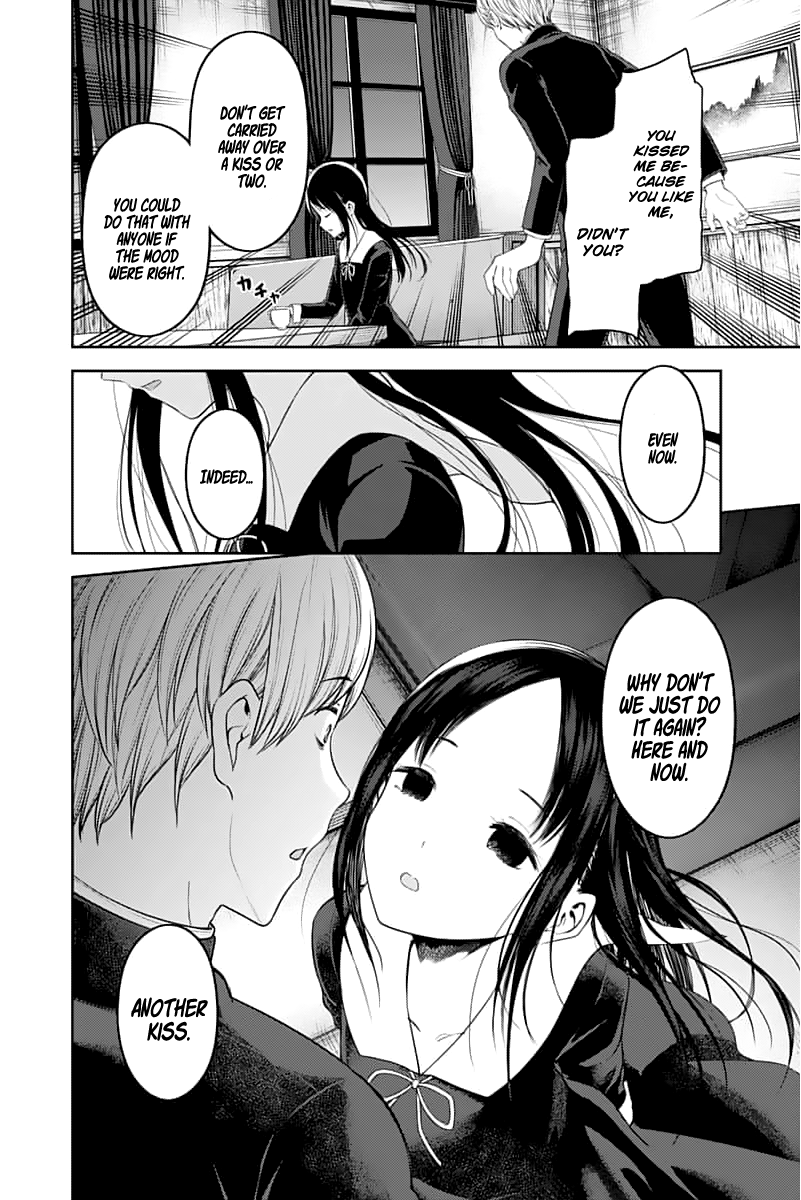 YOU
KISSED
ME BE-
CAUSE
YOU LIKE
ME,
DIDN'T
YOU?
DON'T GET
CARRIED
AWAY OVER
A KISS OR
TWO.
YOU COULD
DO THAT WITH
ANYONE IF
THE MOOD
WERE RIGHT.
カチャ
EVEN
NOW.
INDEED...
WHY DON'T
WE JUST DO
IT AGAIN?
HERE AND
NOW.
ANOTHER
KISS.